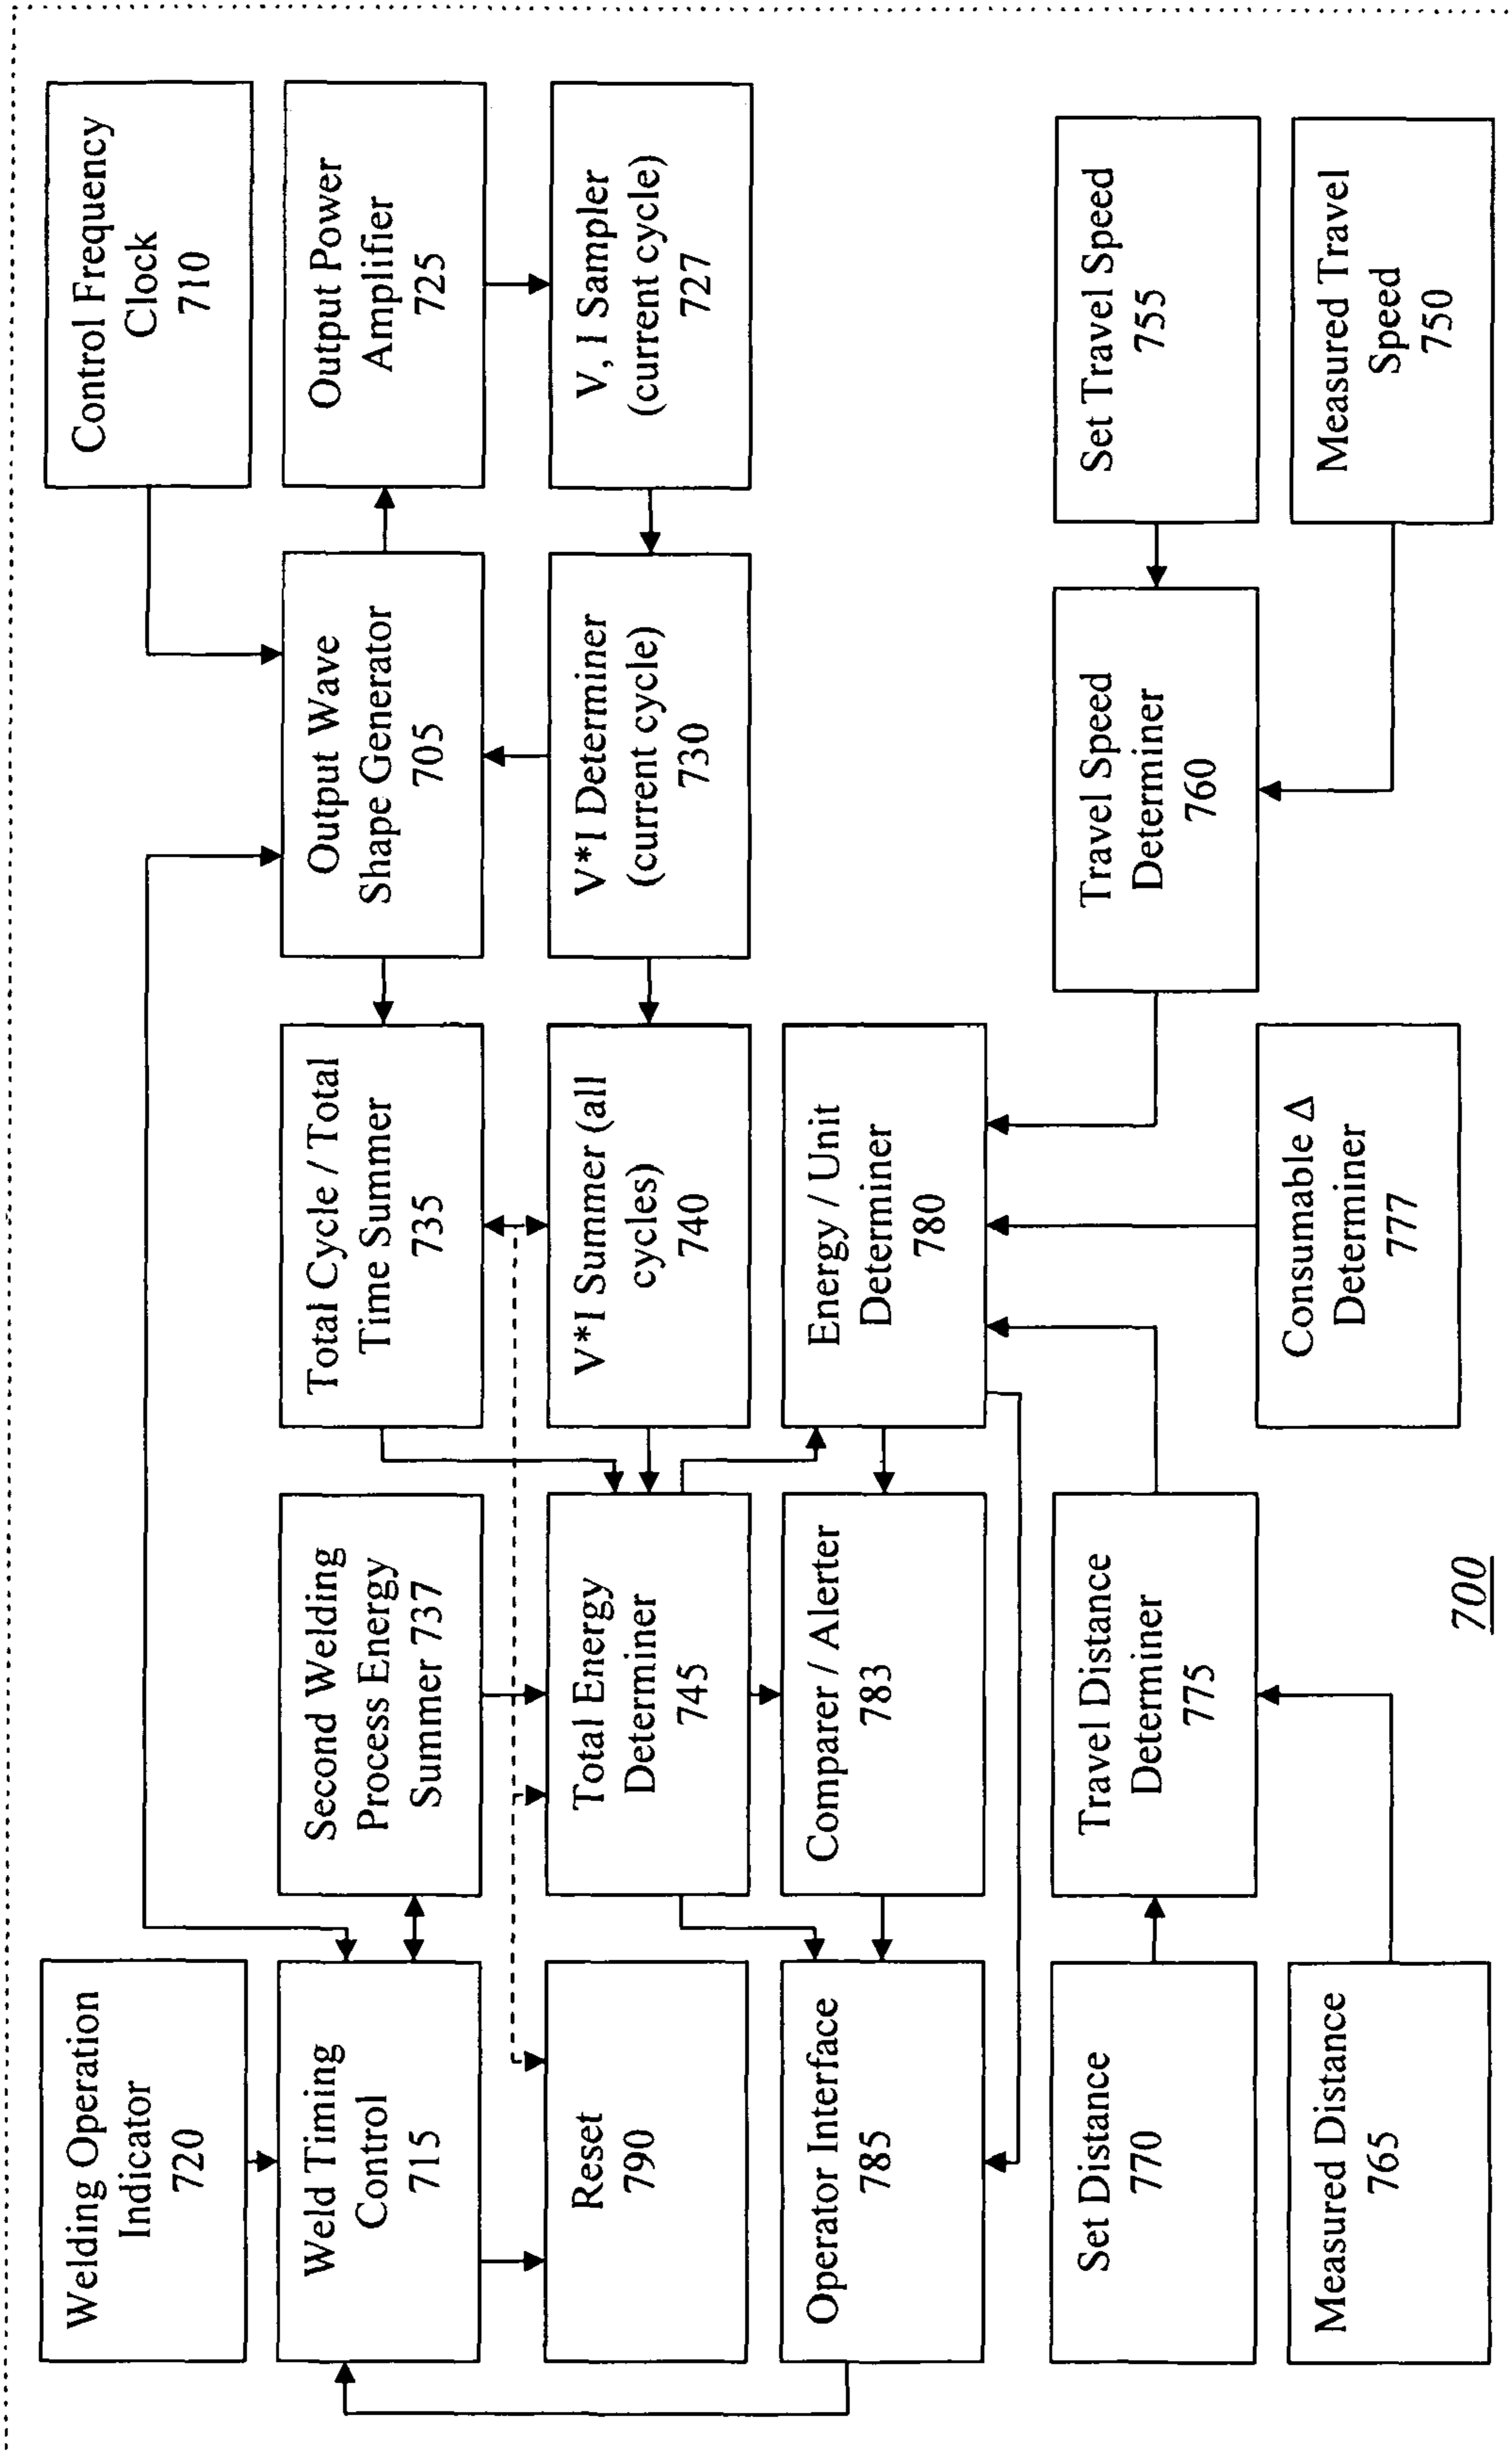 Welding Operation
Indicator
720
Control Frequency
Clock
710
Weld Timing
Control
715
Second Welding
Process Energy
Summer 737
Total Cycle / Total
Time Summer
735
Output Wave
Shape Generator
705
Output Power
Amplifier
725
Reset
790
Total Energy
Determiner
745
V*I Summer (all
cycles)
740
V*I Determiner
(current cycle)
730
V, I Sampler
(current cycle)
727
Operator Interface
785
Comparer / Alerter
783
Energy / Unit
Determiner
780
Set Distance
770
Travel Distance
Determiner
775
Travel Speed
Determiner
760
Set Travel Speed
755
Measured Distance
765
Consumable Δ
Determiner
777
Measured Travel
Speed
750
700